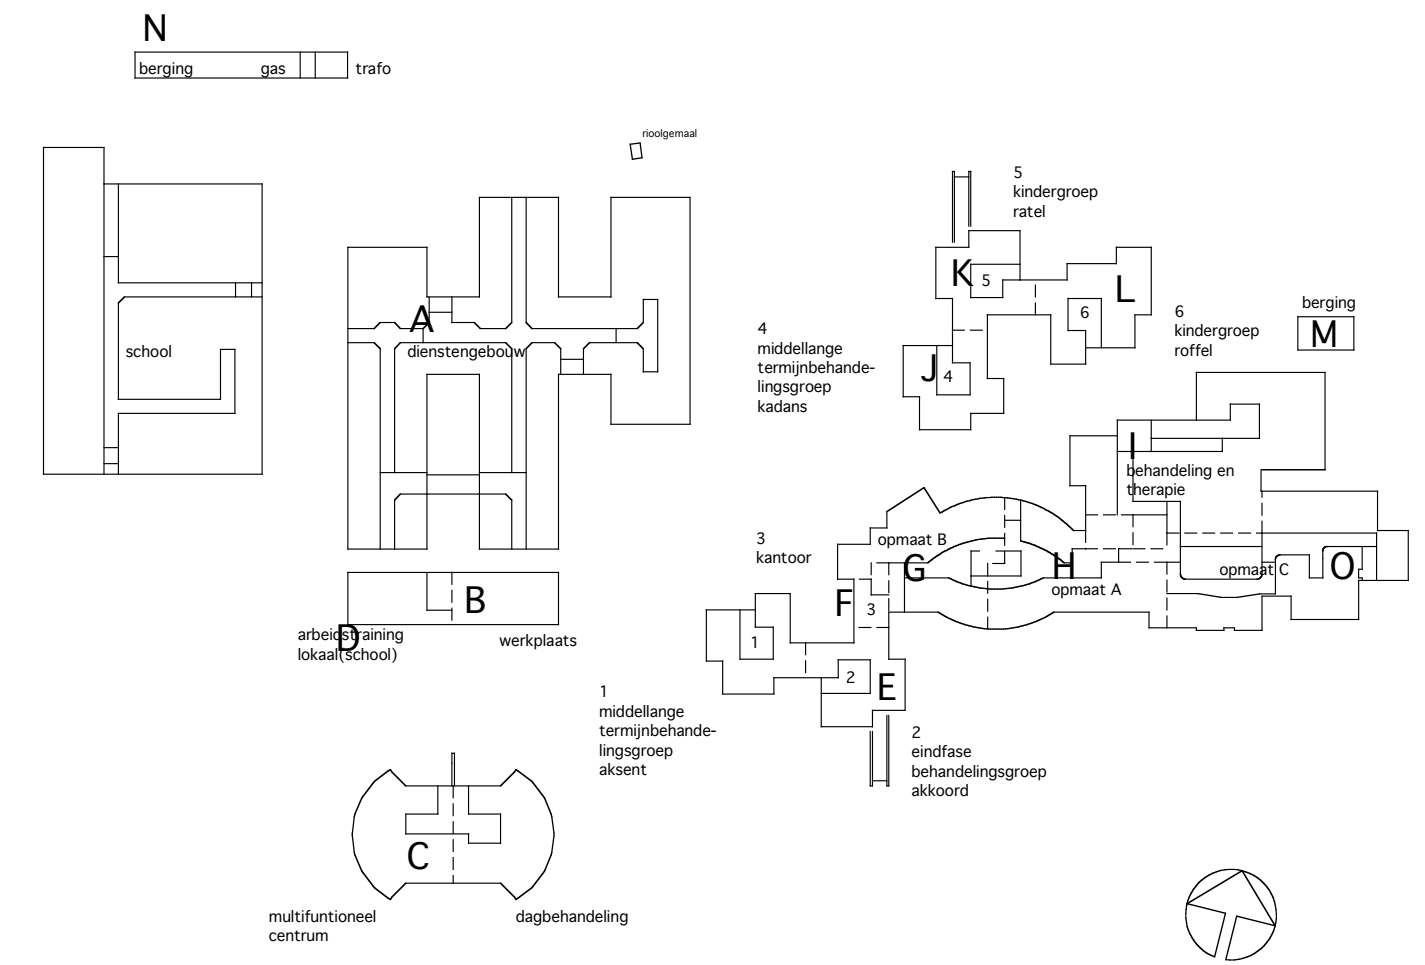 N
berging
gas
trafo
rioolgemaal
5
kindergroep
ratel
K
5
L
6
berging
M
6
kindergroep
roffel
A
dienstengebouw
school
4
middellange
termijnbehande-
lingsgroep
kadans
J
4
I
behandeling en
therapie
3
kantoor
opmaat B
G
H
opmaat A
opmaat C
O
F
3
B
D
arbeidstraining
lokaal(school)
werkplaats
1
2
E
1
middellange
termijnbehande-
lingsgroep
aksent
2
eindfase
behandelingsgroep
akkoord
C
multifuntioneel
centrum
dagbehandeling